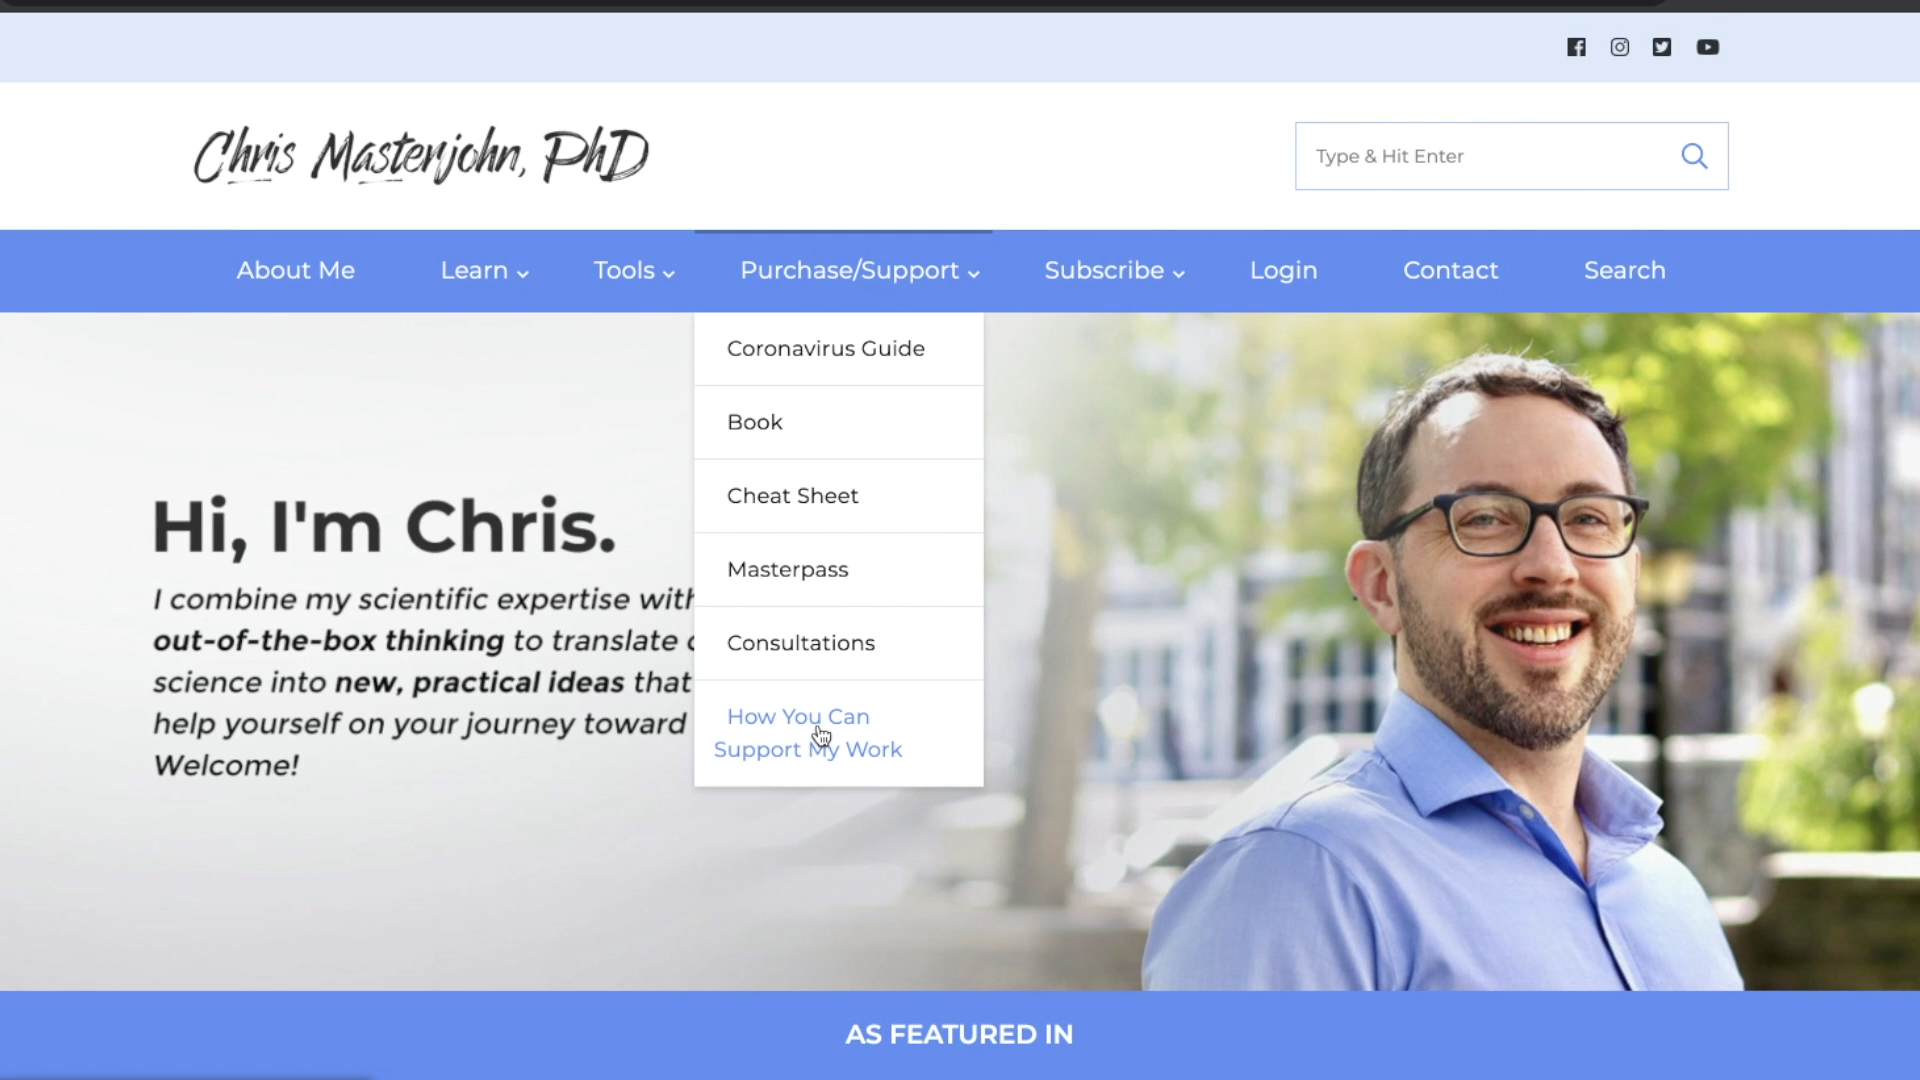 Chris Masterjohn, PhD
Type & Hit Enter
About Me Learn Tools Purchase/Support Subscribe Login Contact Search
Coronavirus Guide
Book
Cheat Sheet
Masterpass
Consultations
How You Can
Support My Work
Hi, I'm Chris.
I combine my scientific expertise with
out-of-the-box thinking to translate
science into new, practical ideas that
help yourself on your journey toward
Welcome!
AS FEATURED IN